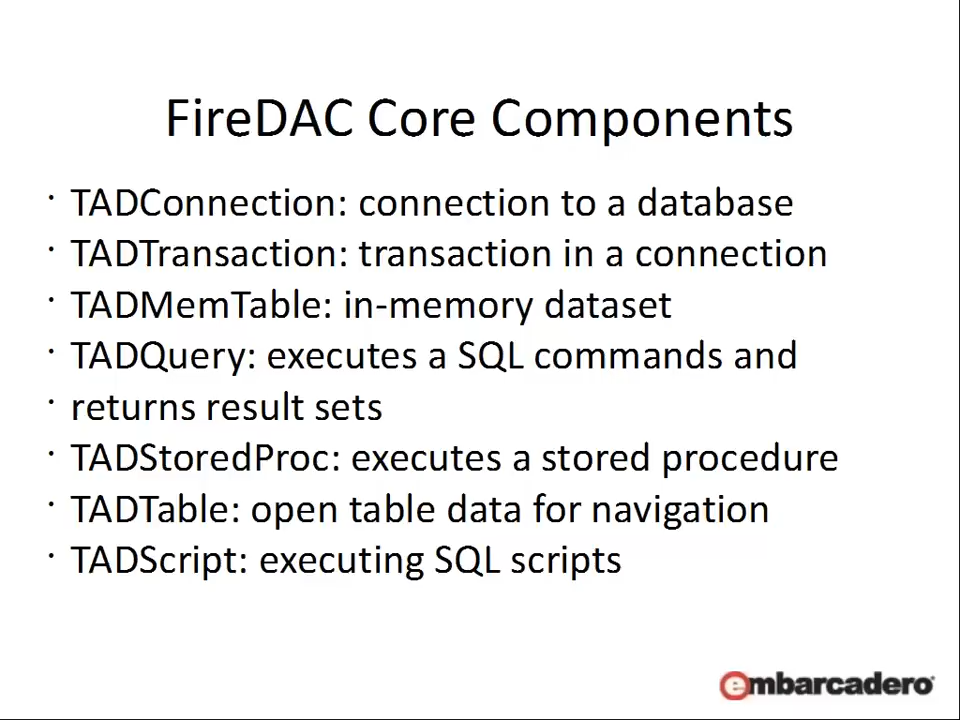 FireDAC Core Components
· TADConnection: connection to a database
· TADTransaction: transaction in a connection
· TADMemTable: in-memory dataset
· TADQuery: executes a SQL commands and
· returns result sets
· TADStoredProc: executes a stored procedure
· TADTable: open table data for navigation
· TADScript: executing SQL scripts
embarcadero